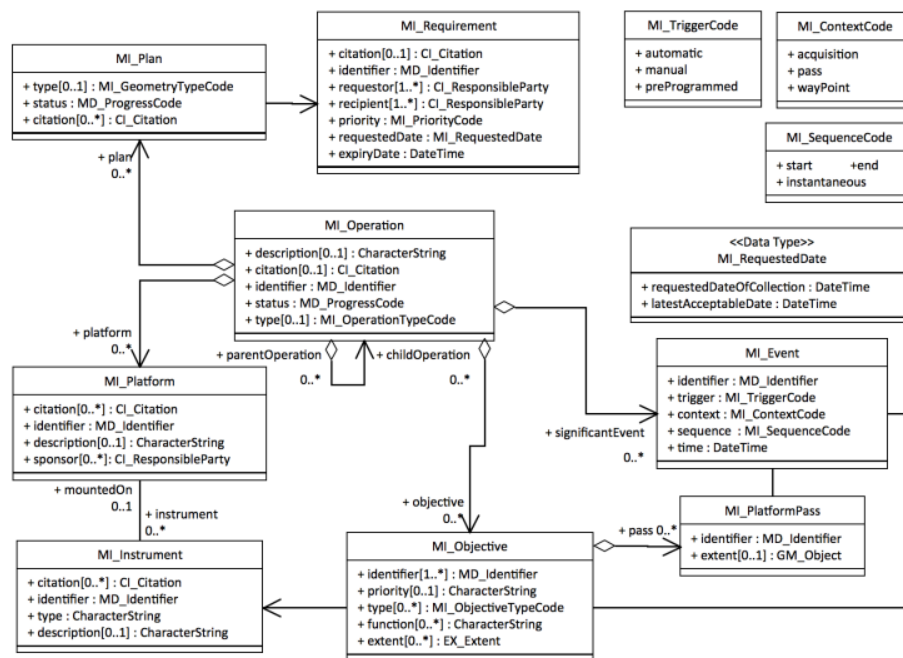 MI_Plan
+ type[0..1] : MI_GeometryTypeCode
+ status : MD_ProgressCode
+ citation[0..*] : CI_Citation
MI_Requirement
+ citation[0..1] : CI_Citation
+ identifier : MD_Identifier
+ requestor[1..*] : CI_ResponsibleParty
+ recipient[1..*] : CI_ResponsibleParty
+ priority : MI_PriorityCode
+ requestedDate : MI_RequestedDate
+ expiryDate : DateTime
MI_TriggerCode
+ automatic
+ manual
+ preProgrammed
MI_ContextCode
+ acquisition
+ pass
+ wayPoint
MI_SequenceCode
+ start +end
+ instantaneous
+ plan
0..*
MI_Operation
+ description[0..1] : CharacterString
+ citation[0..1] : CI_Citation
+ identifier : MD_Identifier
+ status : MD_ProgressCode
+ type[0..1] : MI_OperationTypeCode
<<Data Type>>
MI_RequestedDate
+ requestedDateOfCollection : DateTime
+ latestAcceptableDate : DateTime
+ platform
0..*
+ parentOperation
0..*
+ childOperation
0..*
MI_Platform
+ citation[0..*] : CI_Citation
+ identifier : MD_Identifier
+ description[0..1] : CharacterString
+ sponsor[0..*] : CI_ResponsibleParty
MI_Event
+ identifier : MD_Identifier
+ trigger : MI_TriggerCode
+ context : MI_ContextCode
+ sequence : MI_SequenceCode
+ time : DateTime
+ significantEvent
0..*
+ mountedOn
0..1
+ instrument
0..*
+ objective
0..*
+ pass 0..*
MI_PlatformPass
+ identifier : MD_Identifier
+ extent[0..1] : GM_Object
MI_Instrument
+ citation[0..*] : CI_Citation
+ identifier : MD_Identifier
+ type : CharacterString
+ description[0..1] : CharacterString
MI_Objective
+ identifier[1..*] : MD_Identifier
+ priority[0..1] : CharacterString
+ type[0..*] : MI_ObjectiveTypeCode
+ function[0..*] : CharacterString
+ extent[0..*] : EX_Extent